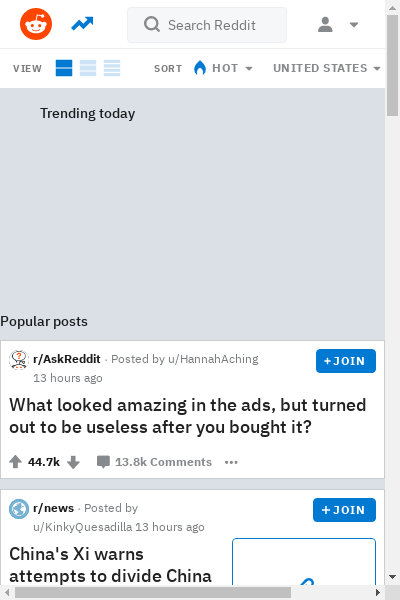 Search Reddit
VIEW SORT HOT UNITED STATES
Trending today
Popular posts
r/AskReddit · Posted by u/HannahAching
13 hours ago
+JOIN
What looked amazing in the ads, but turned
out to be useless after you bought it?
44.7k 13.8k Comments ···
r/news · Posted by
u/KinkyQuesadilla 13 hours ago
+JOIN
China's Xi warns
attempts to divide China